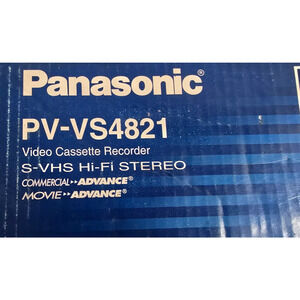 Panasonic
PV-VS4821
Video Cassette Recorder
S-VHS Hi-Fi STEREO
COMMERCIAL▸▸ADVANCE®
MOVIE▸▸ADVANCE®